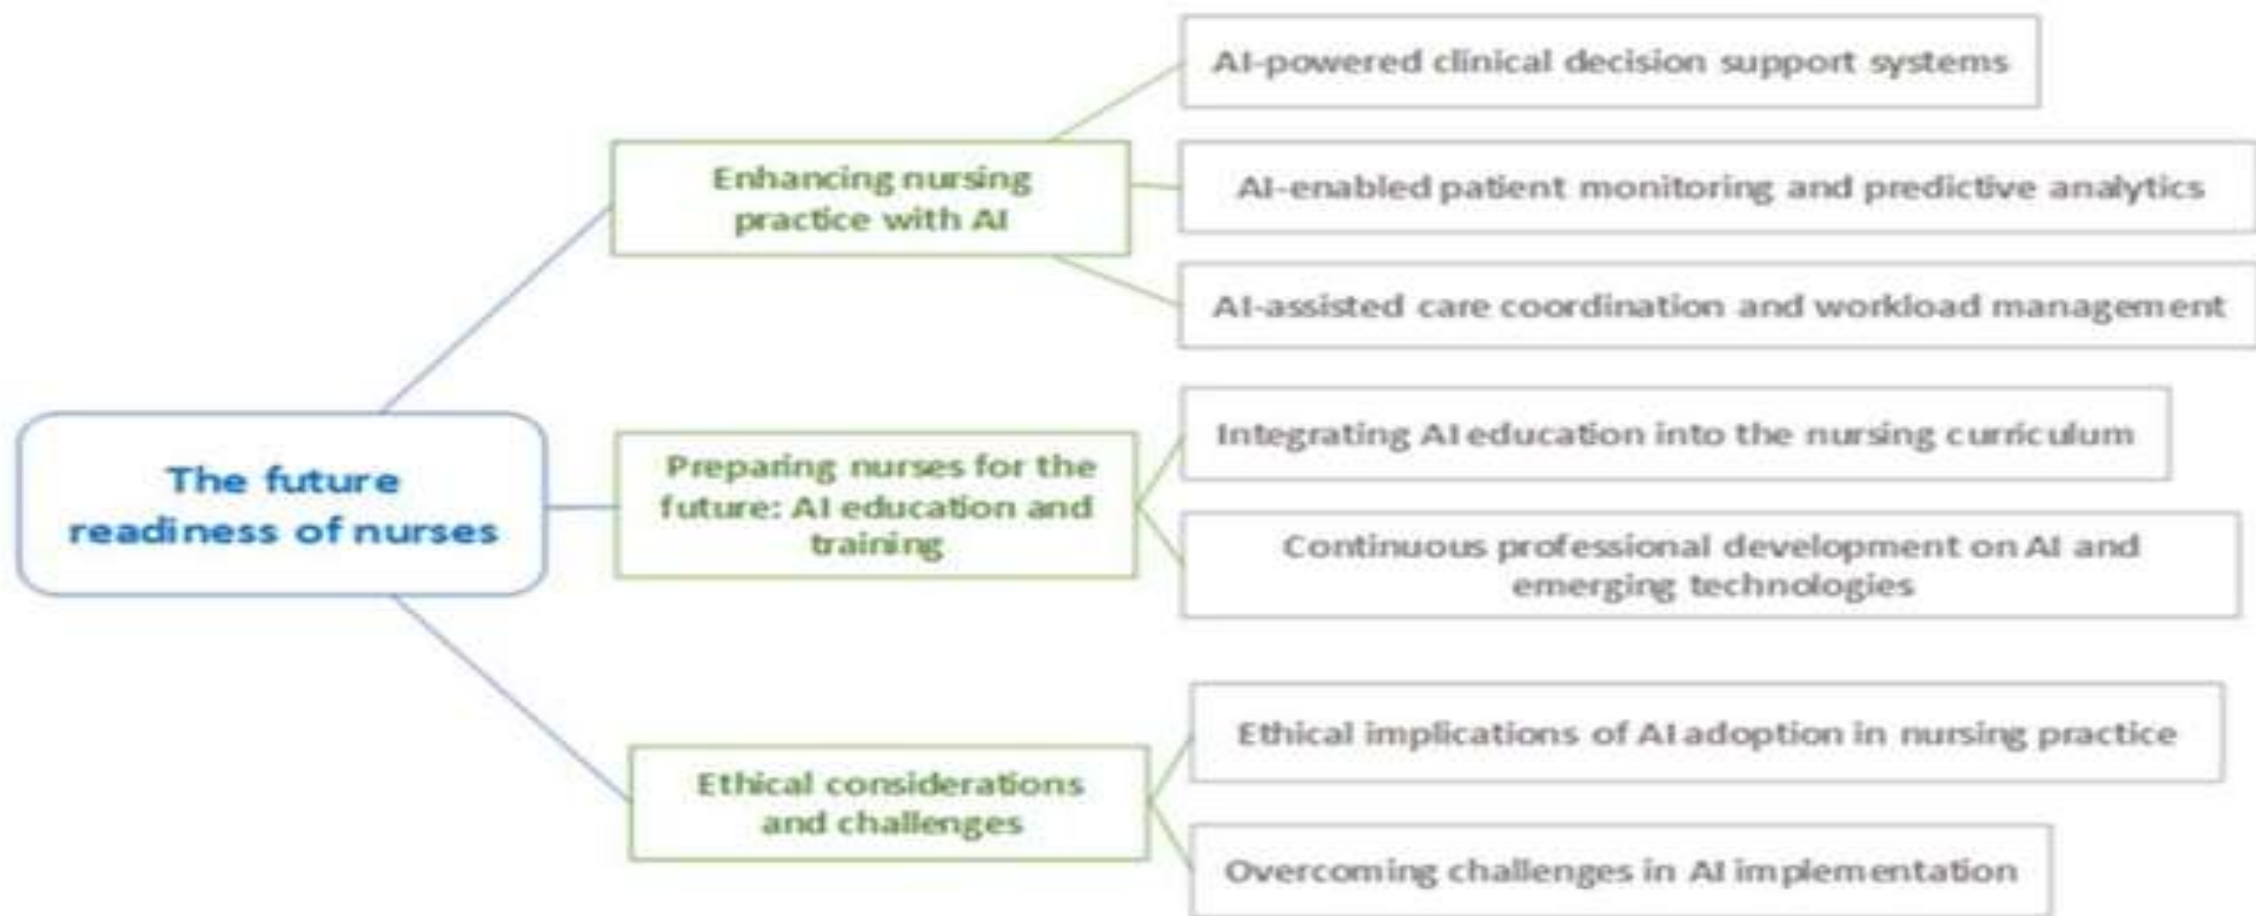 AI-powered clinical decision support systems
Enhancing nursing
practice with AI
AI-enabled patient monitoring and predictive analytics
AI-assisted care coordination and workload management
The future
readiness of nurses
Preparing nurses for the
future: AI education and
training
Integrating AI education into the nursing curriculum
Continuous professional development on AI and
emerging technologies
Ethical considerations
and challenges
Ethical implications of AI adoption in nursing practice
Overcoming challenges in AI implementation